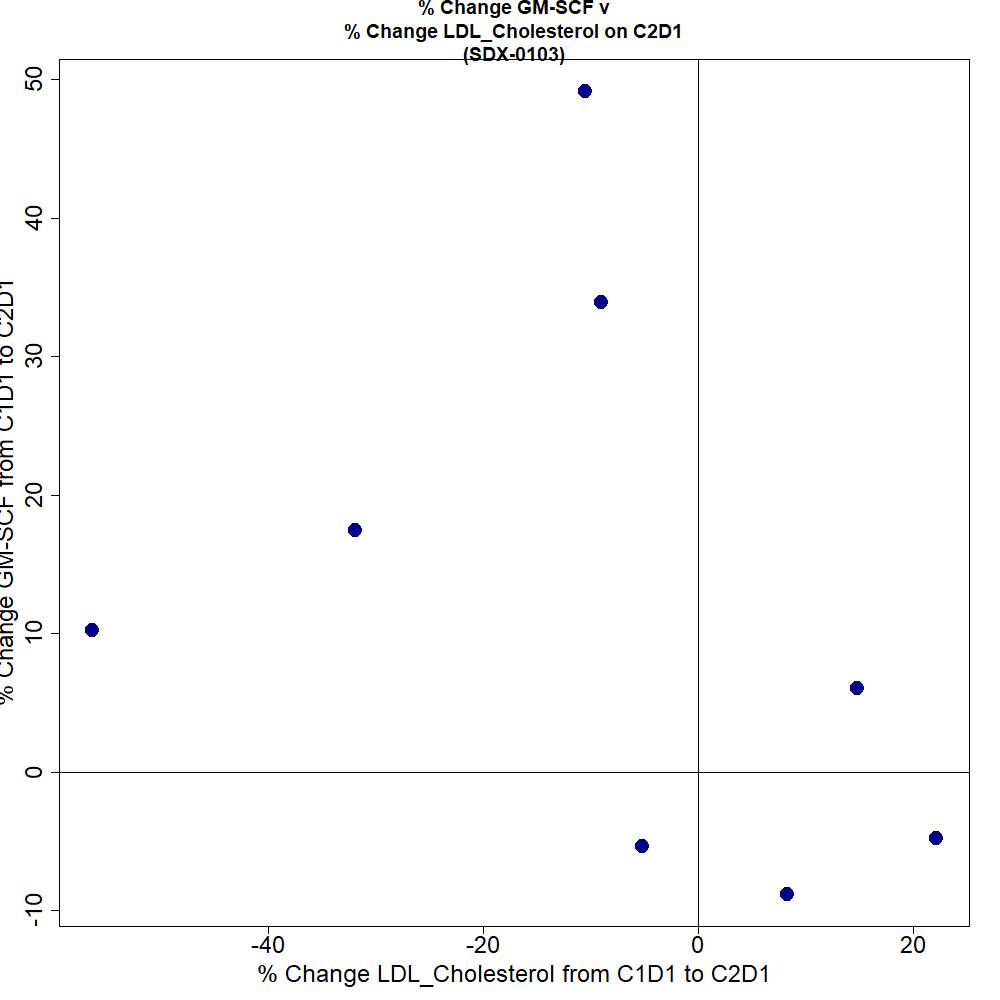 % Change GM-SCF v
% Change LDL_Cholesterol on C2D1
(SDX-0103)
% Change GM-SCF from C1D1 to C2D1
50
40
30
20
10
0
-10
-40
-20
0
20
% Change LDL_Cholesterol from C1D1 to C2D1